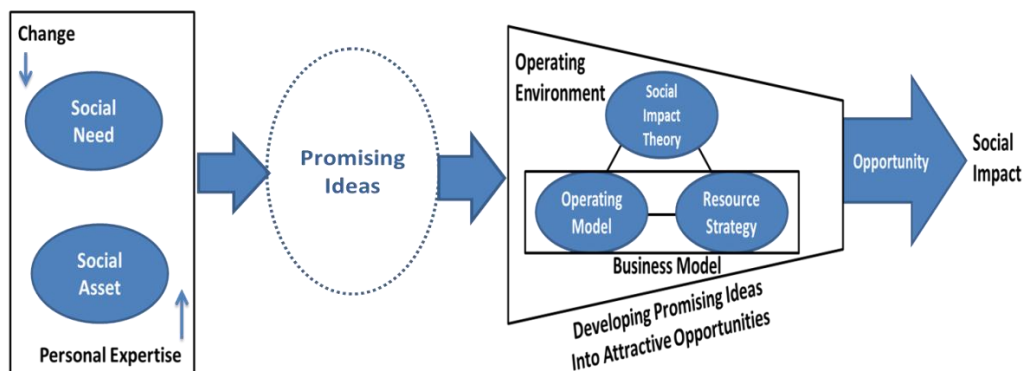 Change
Social
Need
Social
Asset
Personal Expertise
Promising
Ideas
Operating
Environment
Social
Impact
Theory
Operating
Model
Resource
Strategy
Business Model
Developing Promising Ideas
Into Attractive Opportunities
Opportunity
Social
Impact